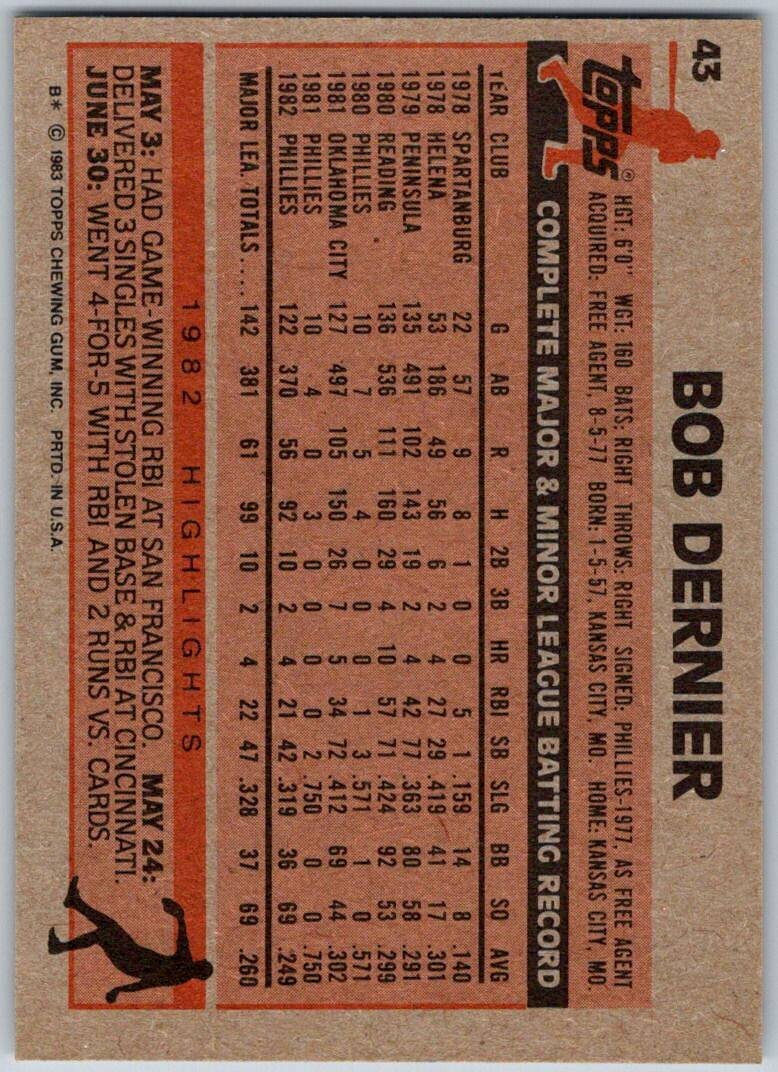 43
BOB DERNIER
Topps®
HGT: 6'0" WGT: 160 BATS: RIGHT THROWS: RIGHT SIGNED: PHILLIES-1977, AS FREE AGENT
ACQUIRED: FREE AGENT, 8-5-77 BORN: 1-5-57, KANSAS CITY, MO. HOME: KANSAS CITY, MO.
COMPLETE MAJOR & MINOR LEAGUE BATTING RECORD
YEAR CLUB G AB R H 2B 3B HR RBI SB SLG BB SO AVG
1978 SPARTANBURG 22 57 9 8 1 0 0 5 1 .159 14 8 .140
1978 HELENA 53 186 49 56 6 2 4 27 29 .419 41 17 .301
1979 PENINSULA 135 491 102 143 19 2 4 42 77 .363 80 58 .291
1980 READING 136 536 111 160 29 4 10 57 71 .424 92 53 .299
1980 PHILLIES 10 7 5 4 0 0 0 1 3 .571 1 0 .571
1981 OKLAHOMA CITY 127 497 105 150 26 7 5 34 72 .412 69 44 .302
1981 PHILLIES 10 4 0 3 0 0 0 0 2 .750 0 0 .750
1982 PHILLIES 122 370 56 92 10 2 4 21 42 .319 36 69 .249
MAJOR LEA. TOTALS.... 142 381 61 99 10 2 4 22 47 .328 37 69 .260
1982 HIGHLIGHTS
MAY 3: HAD GAME-WINNING RBI AT SAN FRANCISCO. MAY 24:
DELIVERED 3 SINGLES WITH STOLEN BASE & RBI AT CINCINNATI.
JUNE 30: WENT 4-FOR-5 WITH RBI AND 2 RUNS VS. CARDS.
B* © 1983 TOPPS CHEWING GUM, INC. PRTD. IN U.S.A.